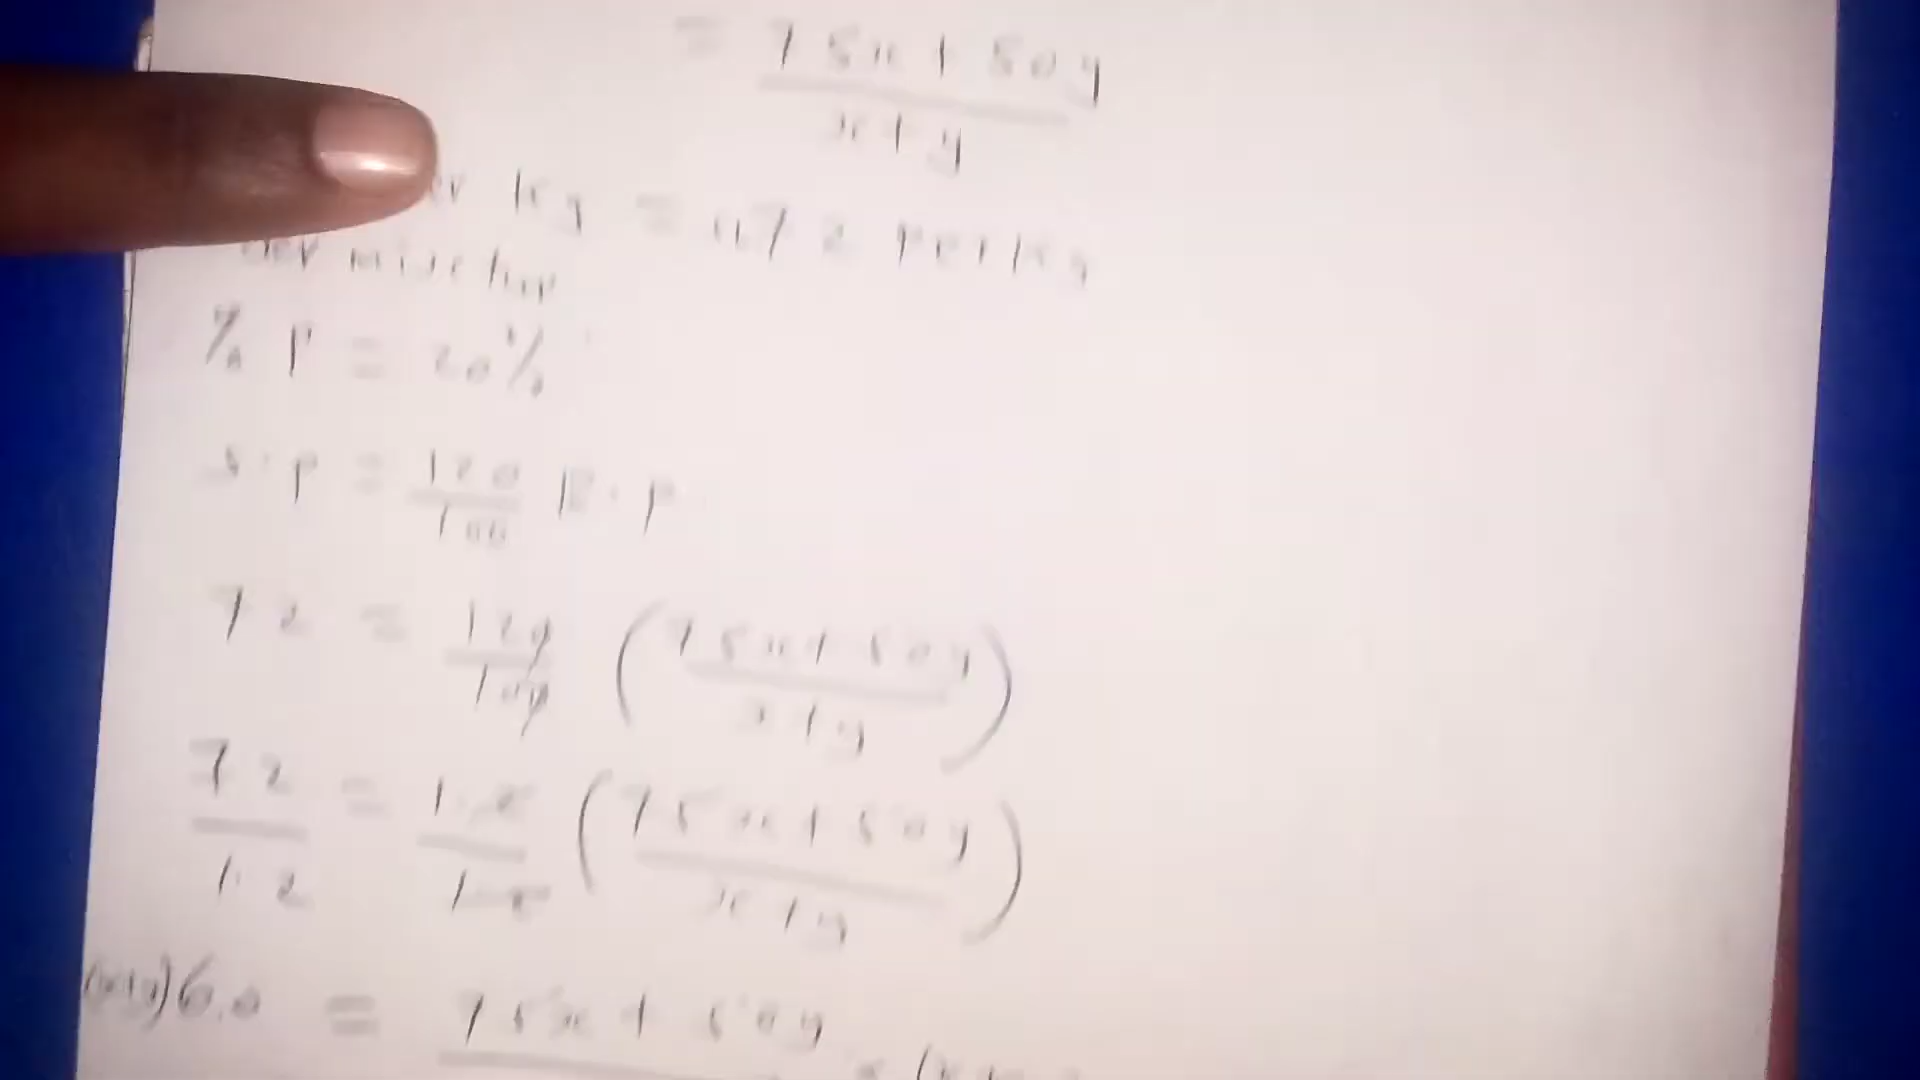 = 75x + 50y
x+y
kg = 72 per kg
mixture
% P = 20%
S.P = 120
100
72 = 120 (75x+50y)
100 x+y
72 = 1.2 (75x+50y)
1.2 1.2 x+y
(x+y)60 = 75x + 50y